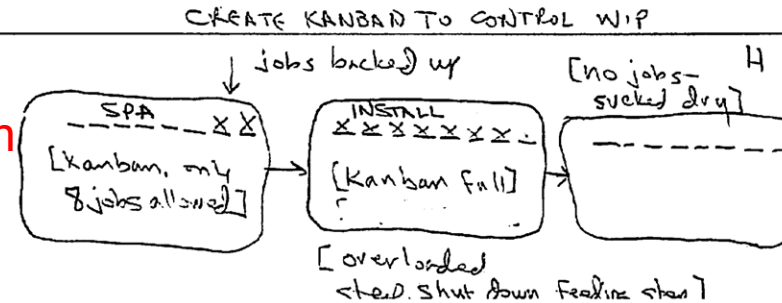 CREATE KANBAN TO CONTROL WIP
jobs backed up
[no jobs-
sucked dry]
H
SPA
X X
[Kanban, only
8 jobs allowed]
INSTALL
X X X X X X X
[Kanban full]
[overloaded
step. Shut down feeding step]
n